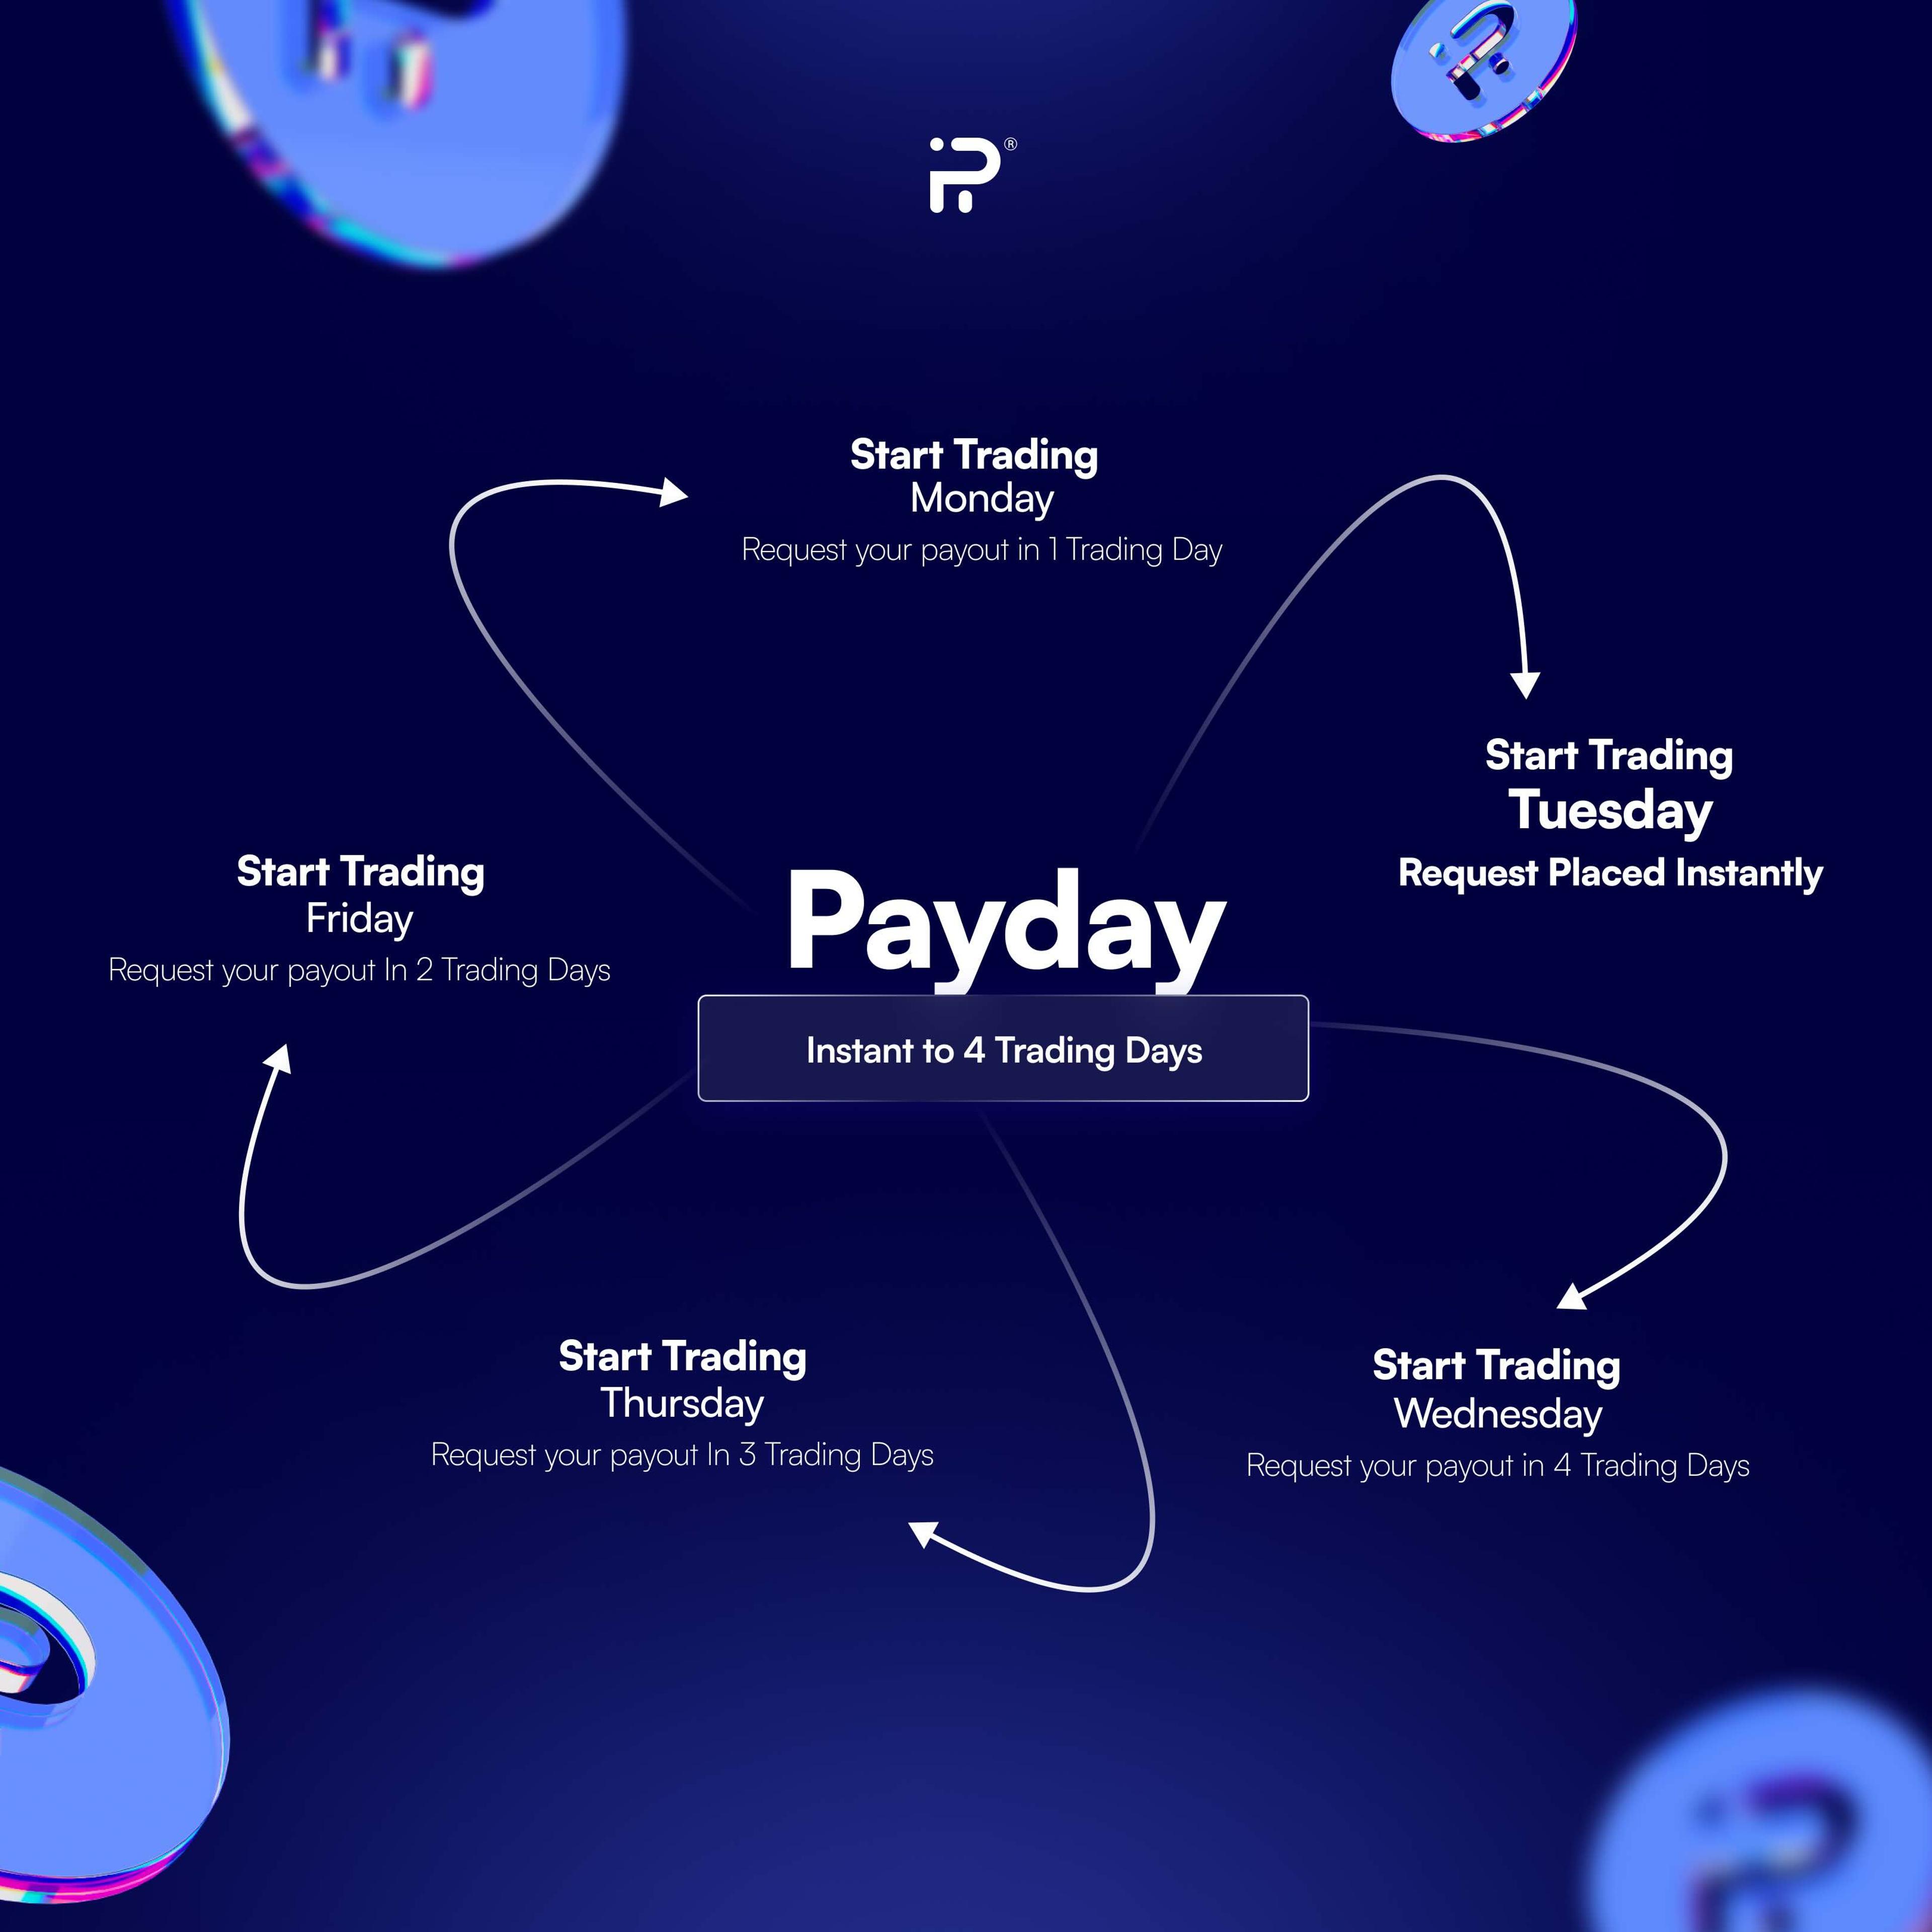 ®
Start Trading
Monday
Request your payout in 1 Trading Day
Start Trading
Tuesday
Request Placed Instantly
Start Trading
Friday
Request your payout In 2 Trading Days
Payday
Instant to 4 Trading Days
Start Trading
Thursday
Request your payout In 3 Trading Days
Start Trading
Wednesday
Request your payout in 4 Trading Days